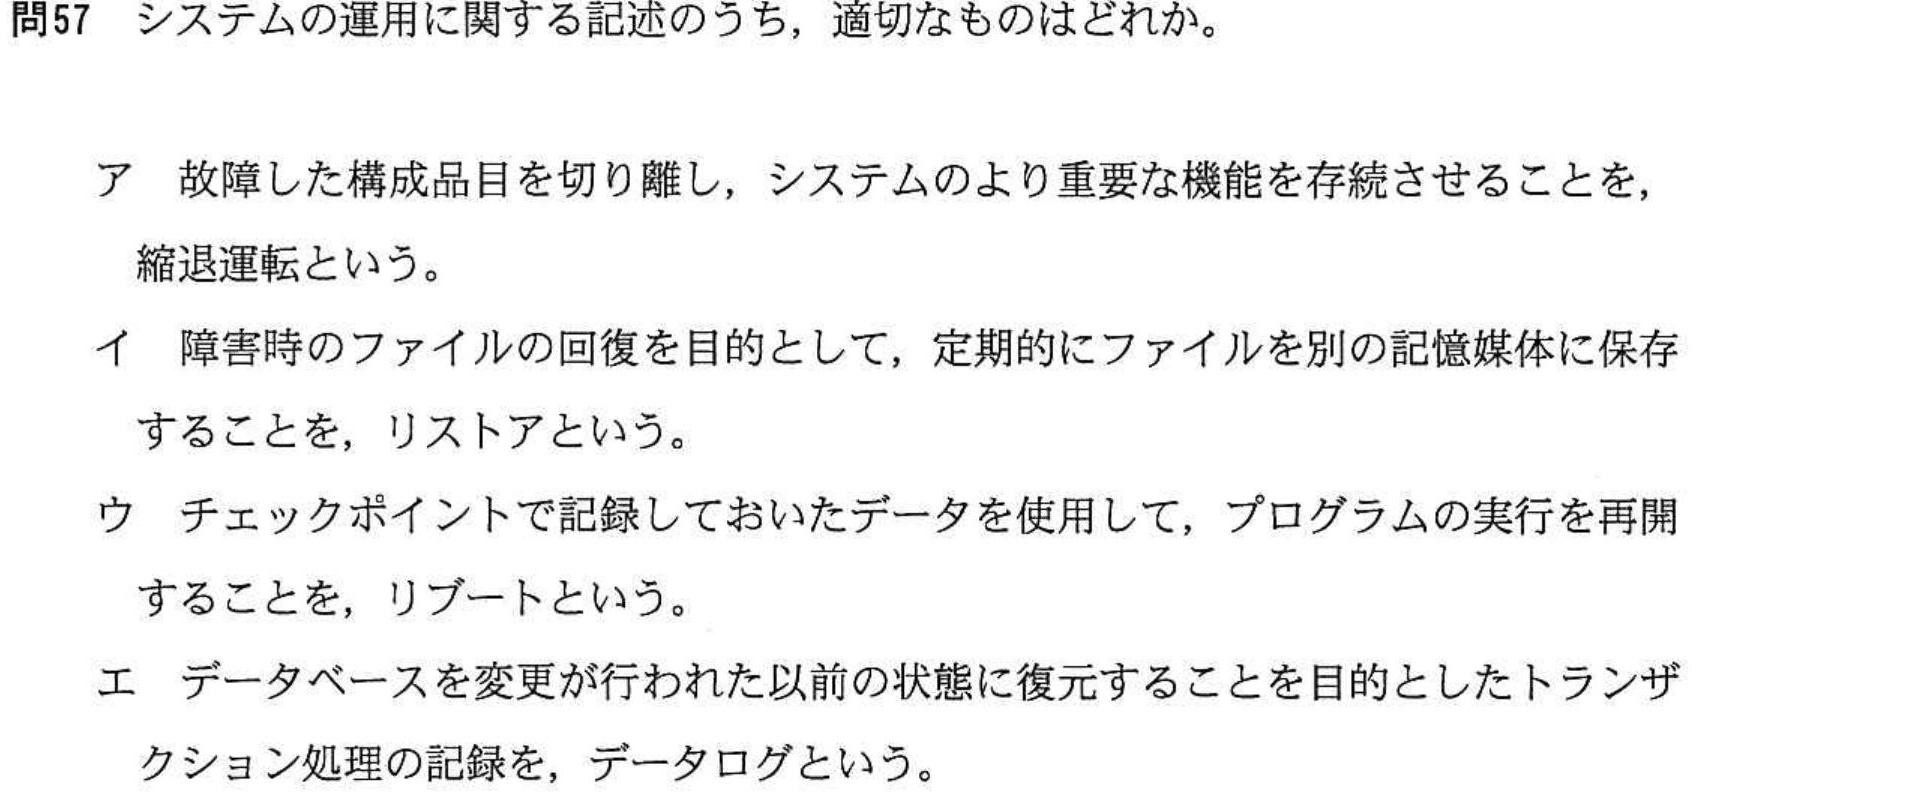 問57　システムの運用に関する記述のうち，適切なものはどれか。
ア　故障した構成品目を切り離し，システムのより重要な機能を存続させることを，
縮退運転という。
イ　障害時のファイルの回復を目的として，定期的にファイルを別の記憶媒体に保存
することを，リストアという。
ウ　チェックポイントで記録しておいたデータを使用して，プログラムの実行を再開
することを，リブートという。
エ　データベースを変更が行われた以前の状態に復元することを目的としたトランザ
クション処理の記録を，データログという。